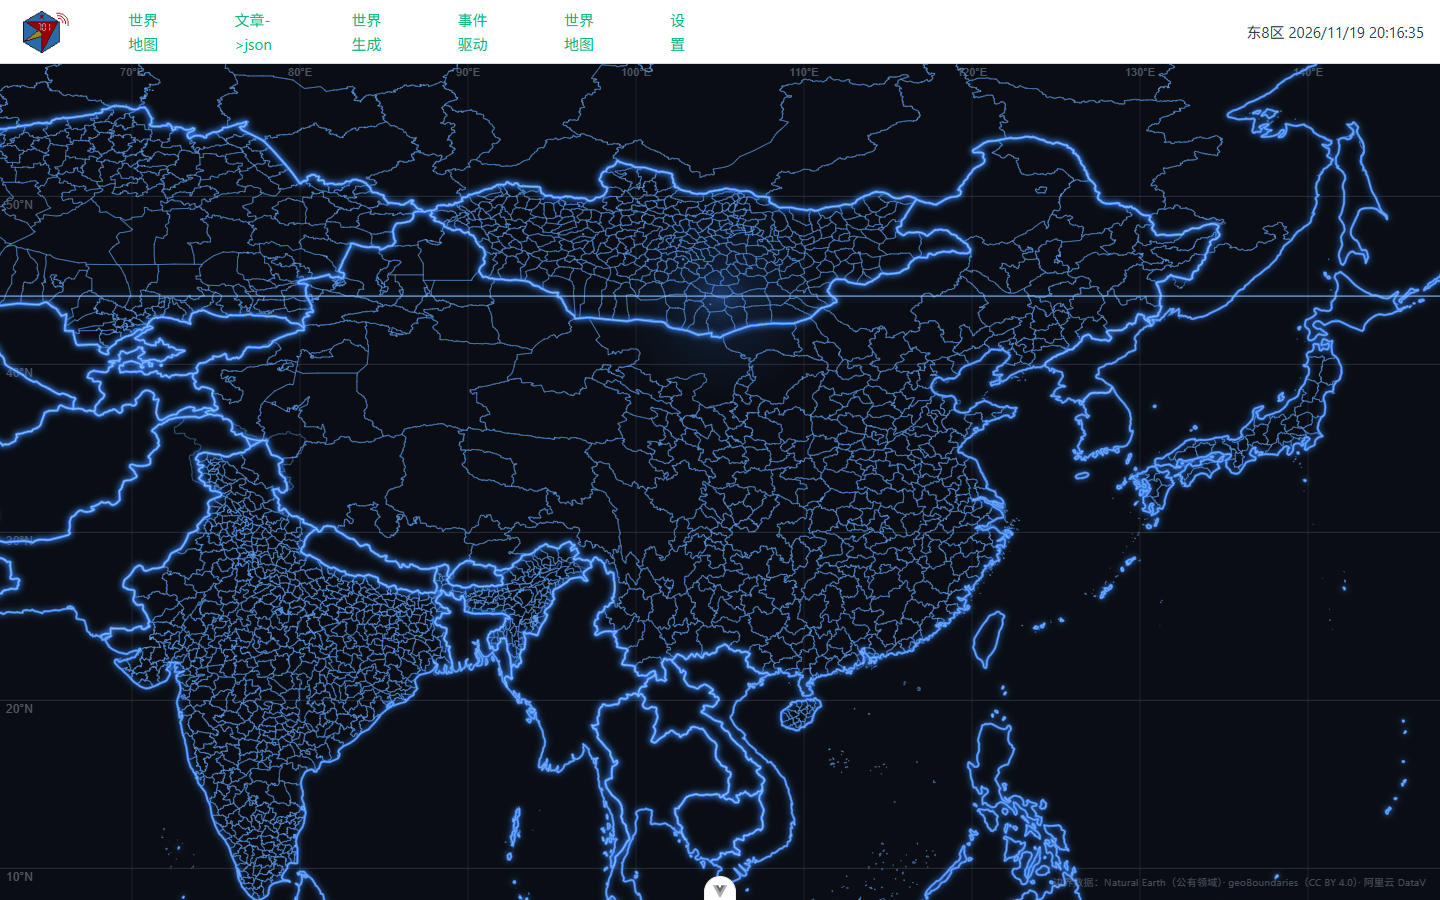 世界
地图
文章-
>json
世界
生成
事件
驱动
世界
地图
设
置
东8区 2026/11/19 20:16:35
70°E
80°E
90°E
100°E
110°E
120°E
130°E
140°E
50°N
40°N
30°N
20°N
10°N
边界数据：Natural Earth（公有领域）· geoBoundaries（CC BY 4.0）· 阿里云 DataV